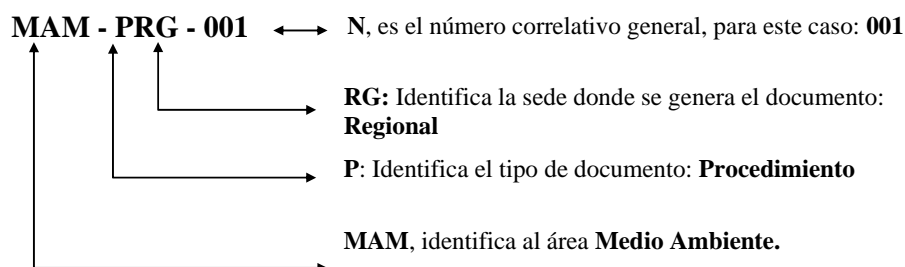 MAM - PRG - 001 N, es el número correlativo general, para este caso: 001
RG: Identifica la sede donde se genera el documento:
Regional
P: Identifica el tipo de documento: Procedimiento
MAM, identifica al área Medio Ambiente.